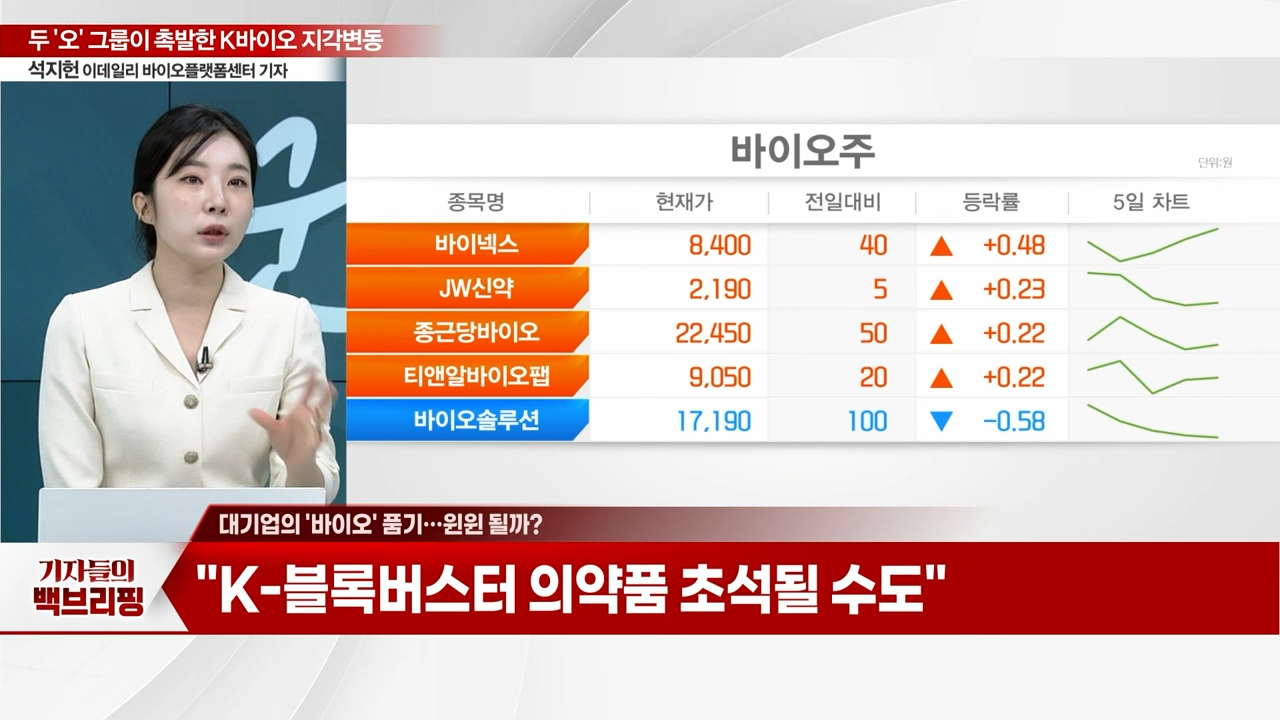 두 '오' 그룹이 촉발한 K바이오 지각변동
석지헌 이데일리 바이오플랫폼센터 기자
바이오주
단위:원
종목명 현재가 전일대비 등락률 5일 차트
바이넥스 8,400 40 ▲ +0.48
JW신약 2,190 5 ▲ +0.23
종근당바이오 22,450 50 ▲ +0.22
티앤알바이오팹 9,050 20 ▲ +0.22
바이오솔루션 17,190 100 ▼ -0.58
대기업의 '바이오' 품기…윈윈 될까?
기자들의
백브리핑
"K-블록버스터 의약품 초석될 수도"